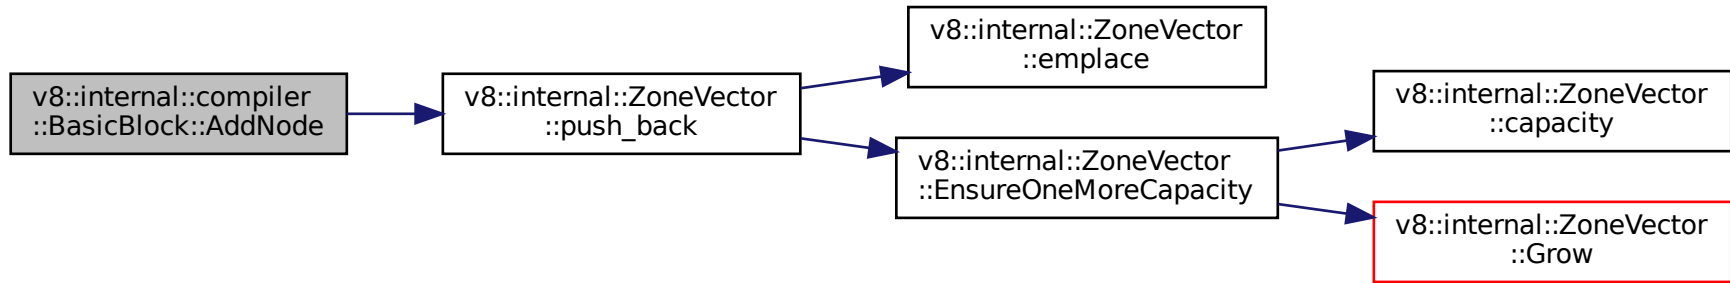 v8::internal::compiler
::BasicBlock::AddNode
v8::internal::ZoneVector
::push_back
v8::internal::ZoneVector
::emplace
v8::internal::ZoneVector
::EnsureOneMoreCapacity
v8::internal::ZoneVector
::capacity
v8::internal::ZoneVector
::Grow